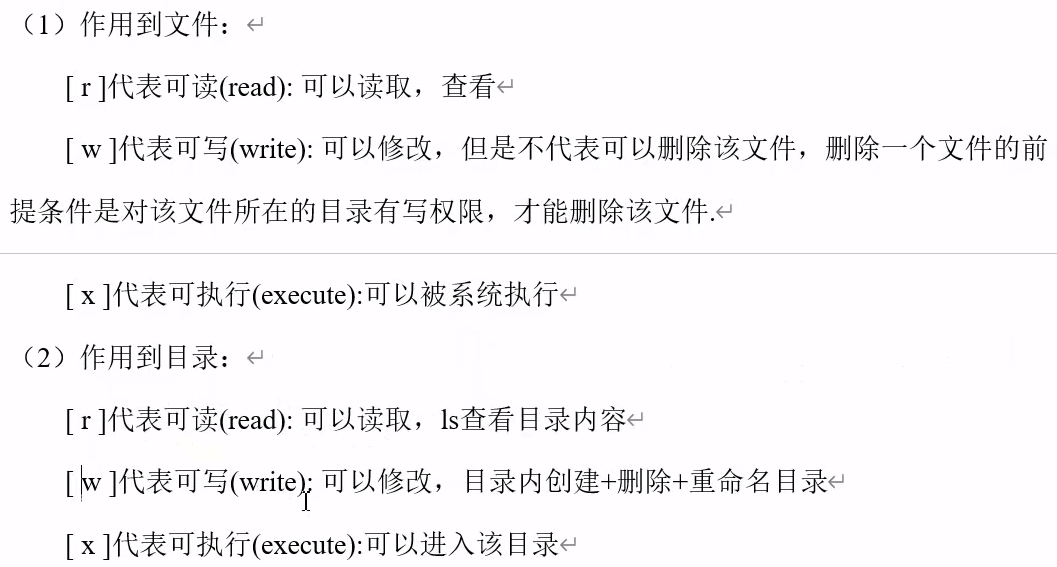 （1）作用到文件：
[ r ]代表可读(read): 可以读取，查看
[ w ]代表可写(write): 可以修改，但是不代表可以删除该文件，删除一个文件的前
提条件是对该文件所在的目录有写权限，才能删除该文件.
[ x ]代表可执行(execute):可以被系统执行
（2）作用到目录：
[ r ]代表可读(read): 可以读取，ls查看目录内容
[ w ]代表可写(write): 可以修改，目录内创建+删除+重命名目录
[ x ]代表可执行(execute):可以进入该目录